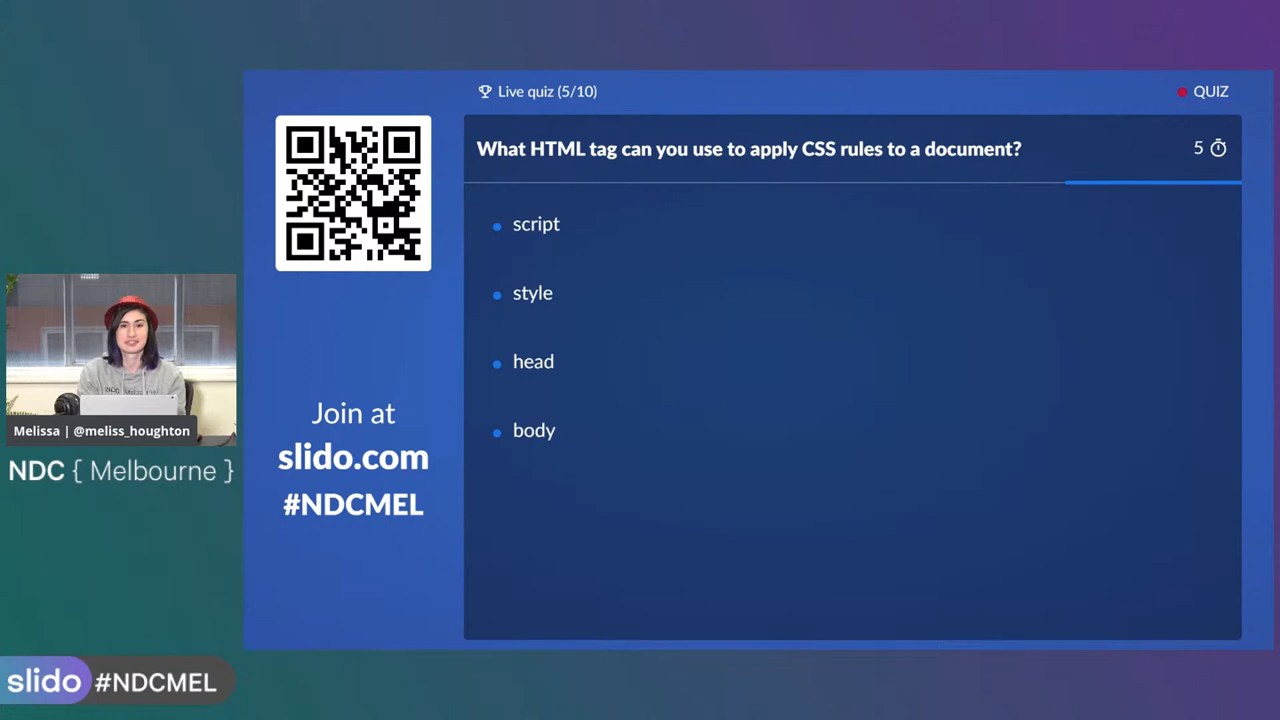 Live quiz (5/10)
QUIZ
What HTML tag can you use to apply CSS rules to a document?
5
script
style
head
body
Join at
slido.com
#NDCMEL
Melissa | @meliss_houghton
NDC { Melbourne }
slido #NDCMEL